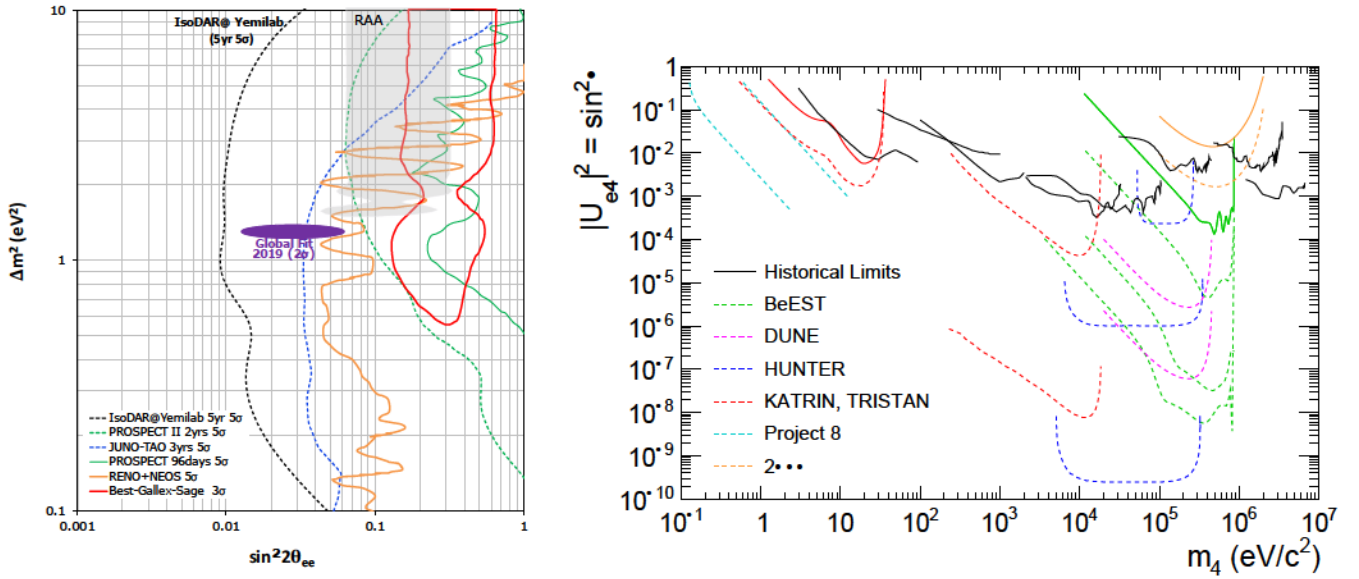 IsoDAR@ Yemilab
(5yr 5σ)
RAA
Global Fit
2019 (2σ)
10
1
0.1
Δm² (eV²)
IsoDAR@Yemilab 5yr 5σ
PROSPECT II 2yrs 5σ
JUNO-TAO 3yrs 5σ
PROSPECT 96days 5σ
RENO+NEOS 5σ
Best-Gallex-Sage 3σ
0.001 0.01 0.1 1
sin²2θee
|Ue4|² = sin²•
1
10•1
10•2
10•3
10•4
10•5
10•6
10•7
10•8
10•9
10•10
Historical Limits
BeEST
DUNE
HUNTER
KATRIN, TRISTAN
Project 8
2•••
10•1 1 10 10² 10³ 10⁴ 10⁵ 10⁶ 10⁷
m₄ (eV/c²)